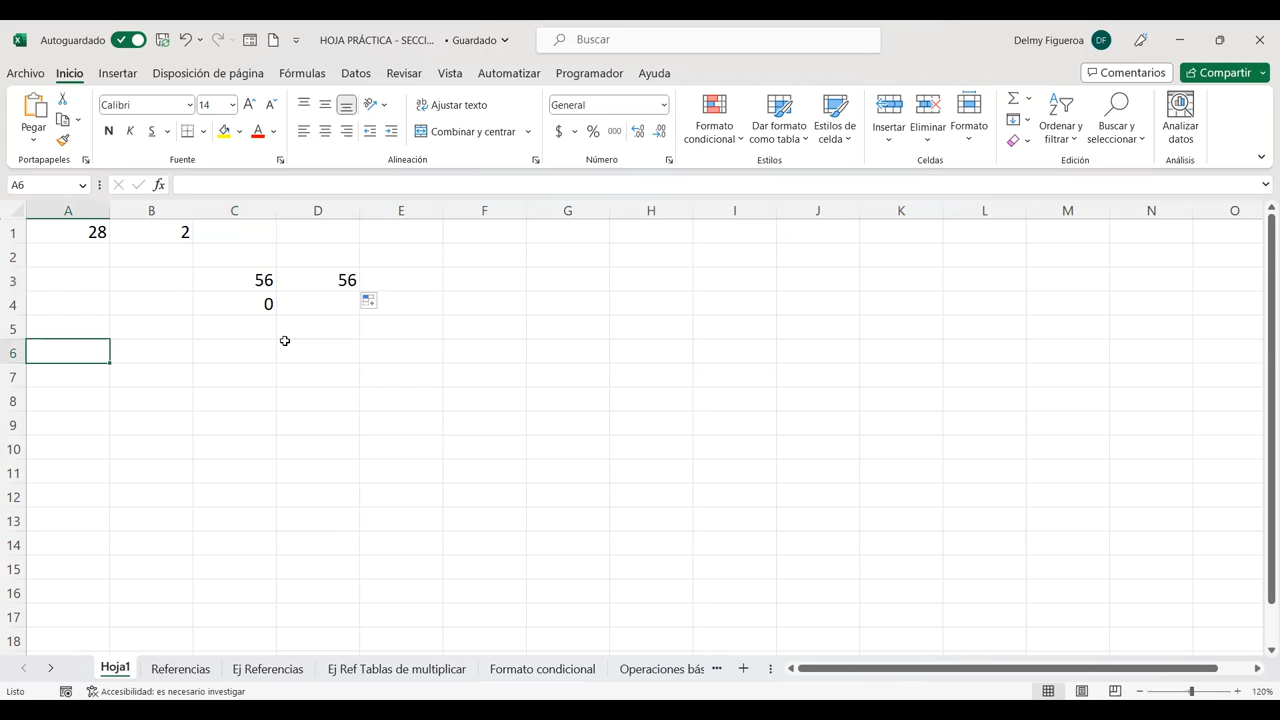 Autoguardado
HOJA PRÁCTICA - SECCI... • Guardado
Buscar
Delmy Figueroa DF
Archivo Inicio Insertar Disposición de página Fórmulas Datos Revisar Vista Automatizar Programador Ayuda Comentarios Compartir
Pegar Calibri 14 Ajustar texto General Formato condicional Dar formato como tabla Estilos de celda Insertar Eliminar Formato Ordenar y filtrar Buscar y seleccionar Analizar datos
N K S A Combinar y centrar $ % 000
Portapapeles Fuente Alineación Número Estilos Celdas Edición Análisis
A6 fx
A B C D E F G H I J K L M N O
1 28 2
2
3 56 56
4 0
5
6
7
8
9
10
11
12
13
14
15
16
17
18
Hoja1 Referencias Ej Referencias Ej Ref Tablas de multiplicar Formato condicional Operaciones bás ...
Listo Accesibilidad: es necesario investigar 120%